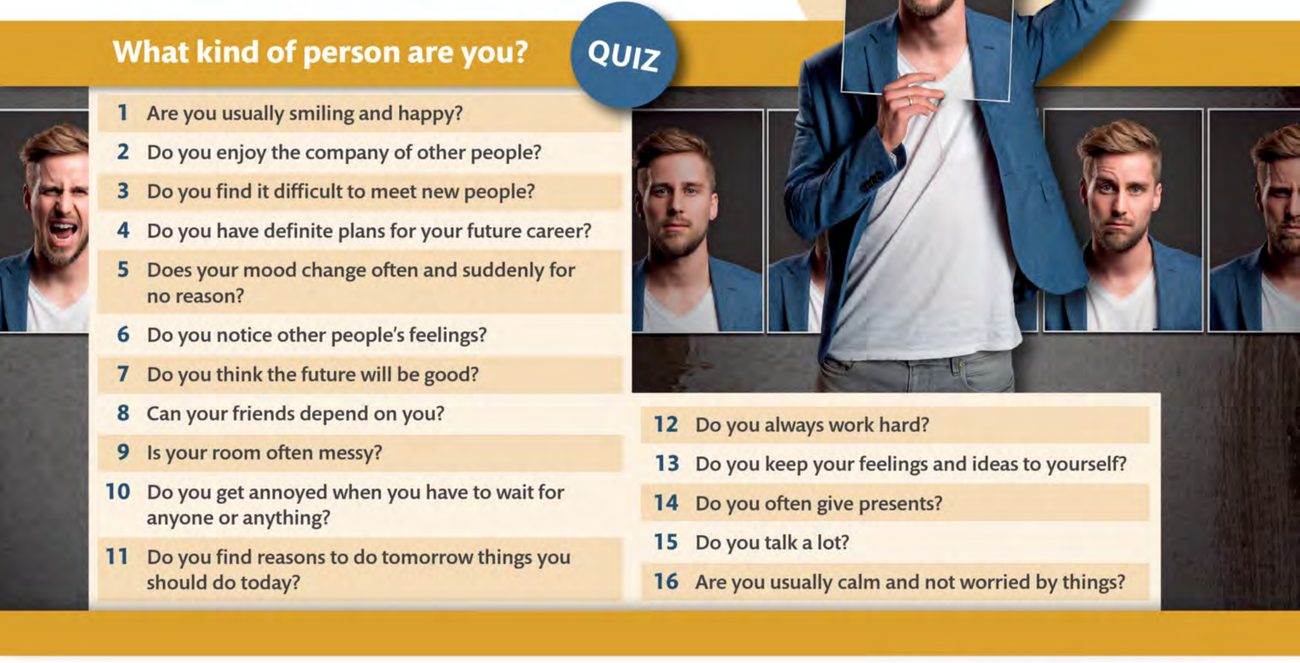 What kind of person are you?
QUIZ
1 Are you usually smiling and happy?
2 Do you enjoy the company of other people?
3 Do you find it difficult to meet new people?
4 Do you have definite plans for your future career?
5 Does your mood change often and suddenly for
no reason?
6 Do you notice other people's feelings?
7 Do you think the future will be good?
8 Can your friends depend on you?
9 Is your room often messy?
10 Do you get annoyed when you have to wait for
anyone or anything?
11 Do you find reasons to do tomorrow things you
should do today?
12 Do you always work hard?
13 Do you keep your feelings and ideas to yourself?
14 Do you often give presents?
15 Do you talk a lot?
16 Are you usually calm and not worried by things?